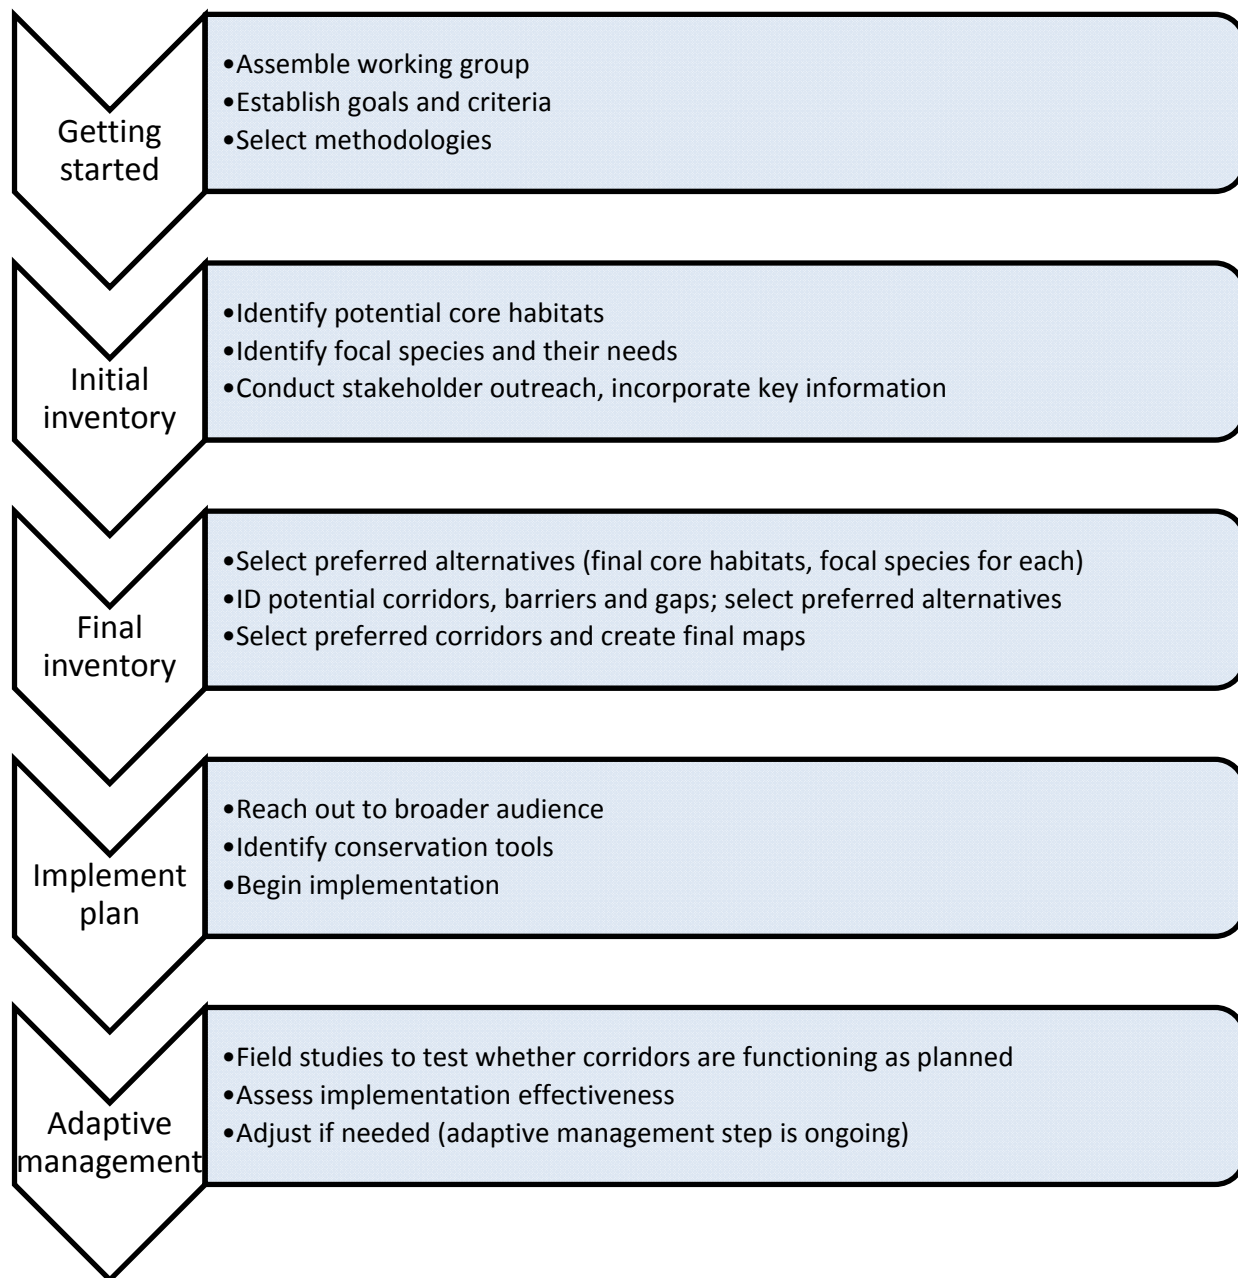 Getting
started
•Assemble working group
•Establish goals and criteria
•Select methodologies
Initial
inventory
•Identify potential core habitats
•Identify focal species and their needs
•Conduct stakeholder outreach, incorporate key information
Final
inventory
•Select preferred alternatives (final core habitats, focal species for each)
•ID potential corridors, barriers and gaps; select preferred alternatives
•Select preferred corridors and create final maps
Implement
plan
•Reach out to broader audience
•Identify conservation tools
•Begin implementation
Adaptive
management
•Field studies to test whether corridors are functioning as planned
•Assess implementation effectiveness
•Adjust if needed (adaptive management step is ongoing)